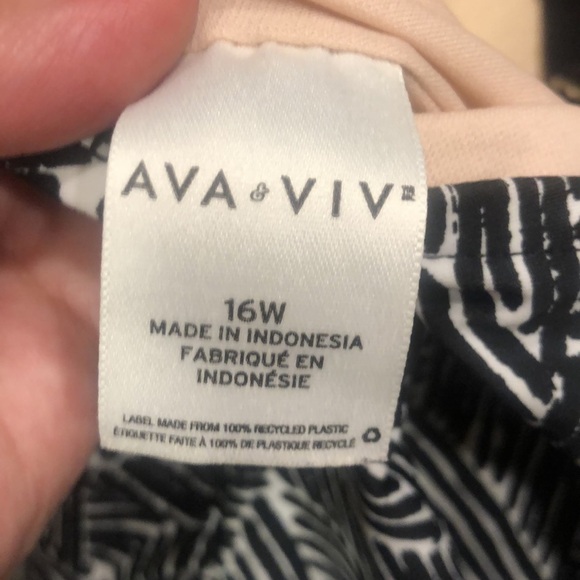 AVA & VIV™
16W
MADE IN INDONESIA
FABRIQUÉ EN
INDONÉSIE
LABEL MADE FROM 100% RECYCLED PLASTIC
ÉTIQUETTE FAITE À 100% DE PLASTIQUE RECYCLÉ